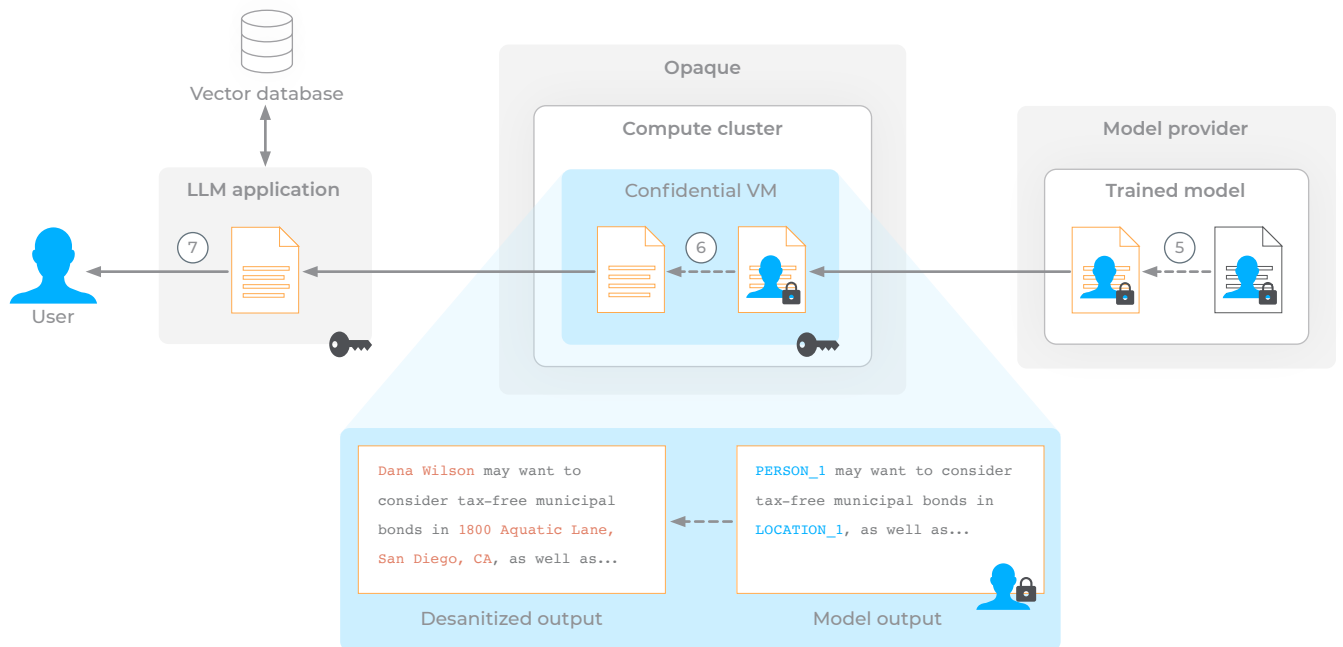 Vector database
Opaque
Compute cluster
Model provider
LLM application
Confidential VM
Trained model
7
6
5
User
Dana Wilson may want to
consider tax-free municipal
bonds in 1800 Aquatic Lane,
San Diego, CA, as well as...
Desanitized output
PERSON_1 may want to consider
tax-free municipal bonds in
LOCATION_1, as well as...
Model output